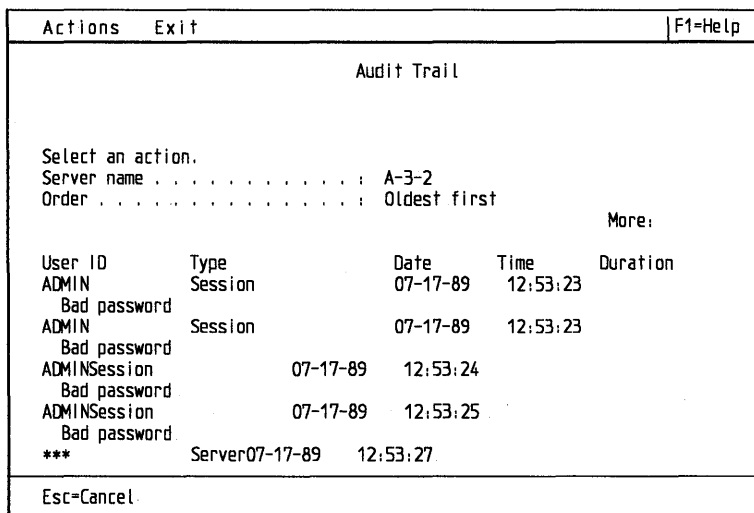 Actions Exit F1=Help
Audit Trail
Select an action.
Server name . . . . . . . . . . . . : A-3-2
Order . . . . . . . . . . . . . . . : Oldest first
More:
User ID Type Date Time Duration
ADMIN Session 07-17-89 12:53:23
Bad password
ADMIN Session 07-17-89 12:53:23
Bad password
ADMINSession 07-17-89 12:53:24
Bad password
ADMINSession 07-17-89 12:53:25
Bad password
*** Server07-17-89 12:53:27
Esc=Cancel